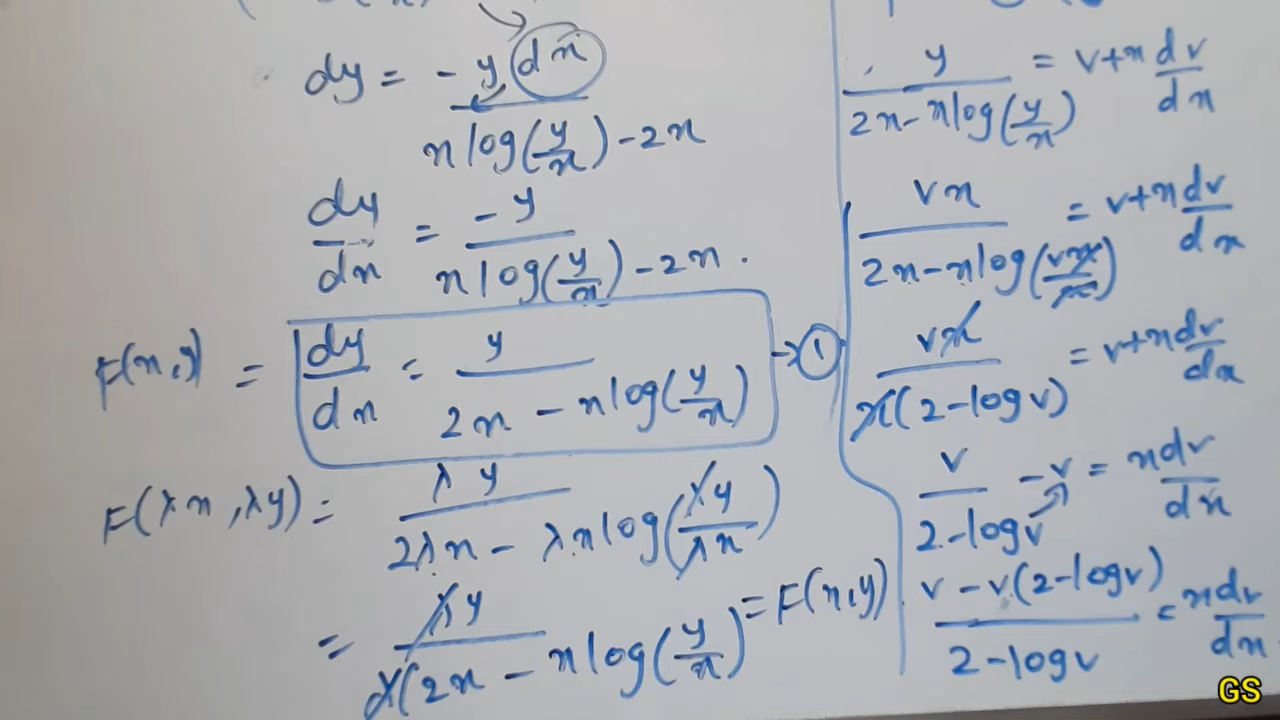 dy = -y dx / (x log(y/x) - 2x)
dy/dx = -y / (x log(y/x) - 2x).
F(x,y) = dy/dx = y / (2x - x log(y/x)) → 1
F(λx, λy) = λy / (2λx - λx log(λy/λx))
= λy / λ(2x - x log(y/x) = F(x,y)
y / (2x - x log(y/x)) = v + x dv/dx
vx / (2x - x log(vx/x)) = v + x dv/dx
vx / x(2 - log v) = v + x dv/dx
v / (2 - log v) - v = x dv/dx
v - v(2 - log v) / (2 - log v) = x dv/dx
GS